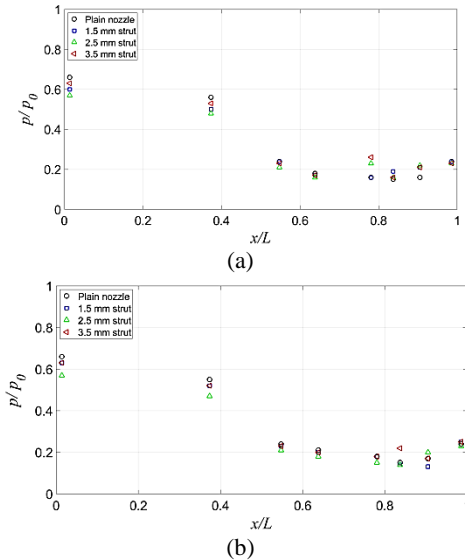 1
0.8
0.6
0.4
0.2
0
p/p0
Plain nozzle
1.5 mm strut
2.5 mm strut
3.5 mm strut
0 0.2 0.4 0.6 0.8 1
x/L
(a)
1
0.8
0.6
0.4
0.2
0
p/p0
Plain nozzle
1.5 mm strut
2.5 mm strut
3.5 mm strut
0 0.2 0.4 0.6 0.8
x/L
(b)